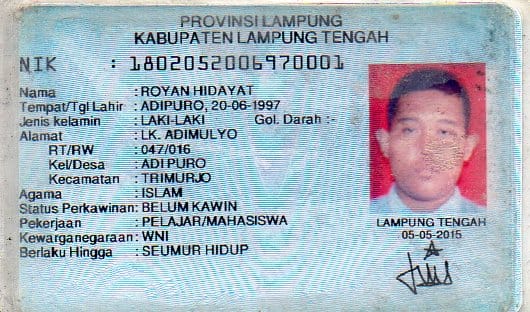 PROVINSI LAMPUNG
KABUPATEN LAMPUNG TENGAH
NIK : 1802052006970001
Nama : ROYAN HIDAYAT
Tempat/Tgl Lahir : ADIPURO, 20-06-1997
Jenis kelamin : LAKI-LAKI Gol. Darah :-
Alamat : LK. ADIMULYO
RT/RW : 047/016
Kel/Desa : ADIPURO
Kecamatan : TRIMURJO
Agama : ISLAM
Status Perkawinan: BELUM KAWIN
Pekerjaan : PELAJAR/MAHASISWA
Kewarganegaraan: WNI
Berlaku Hingga : SEUMUR HIDUP
LAMPUNG TENGAH
05-05-2015